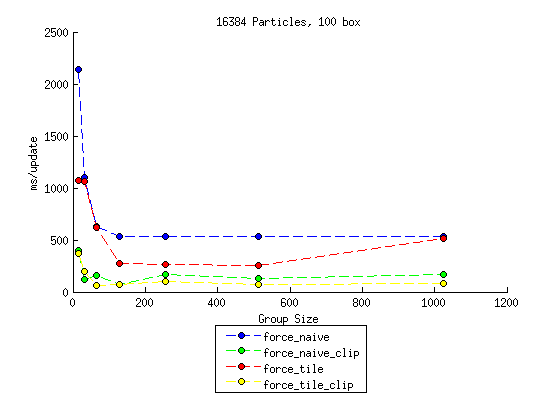 16384 Particles, 100 box
2500
2000
1500
1000
500
0
ms/update
0 200 400 600 800 1000 1200
Group Size
force_naive
force_naive_clip
force_tile
force_tile_clip